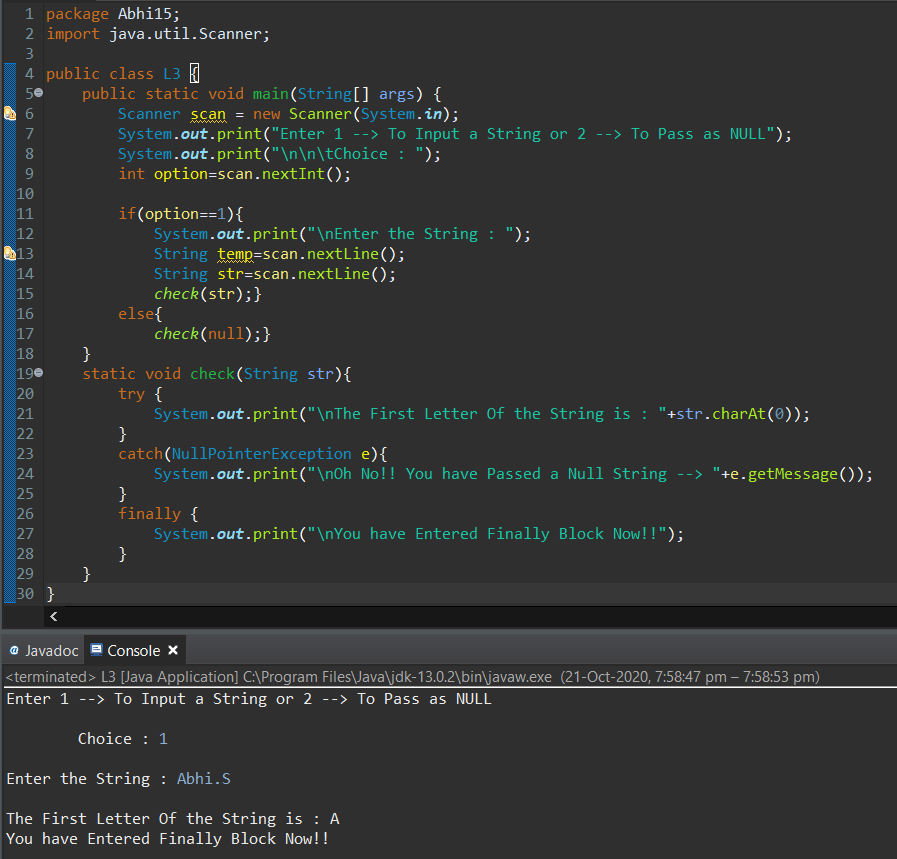 1 package Abhi15;
2 import java.util.Scanner;
3
4 public class L3 {
5     public static void main(String[] args) {
6         Scanner scan = new Scanner(System.in);
7         System.out.print("Enter 1 --> To Input a String or 2 --> To Pass as NULL");
8         System.out.print("\n\n\tChoice : ");
9         int option=scan.nextInt();
10
11         if(option==1){
12             System.out.print("\nEnter the String : ");
13             String temp=scan.nextLine();
14             String str=scan.nextLine();
15             check(str);}
16         else{
17             check(null);}
18     }
19     static void check(String str){
20         try {
21             System.out.print("\nThe First Letter Of the String is : "+str.charAt(0));
22         }
23         catch(NullPointerException e){
24             System.out.print("\nOh No!! You have Passed a Null String --> "+e.getMessage());
25         }
26         finally {
27             System.out.print("\nYou have Entered Finally Block Now!!");
28         }
29     }
30 }
@ Javadoc Console
<terminated> L3 [Java Application] C:\Program Files\Java\jdk-13.0.2\bin\javaw.exe (21-Oct-2020, 7:58:47 pm – 7:58:53 pm)
Enter 1 --> To Input a String or 2 --> To Pass as NULL
Choice : 1
Enter the String : Abhi.S
The First Letter Of the String is : A
You have Entered Finally Block Now!!